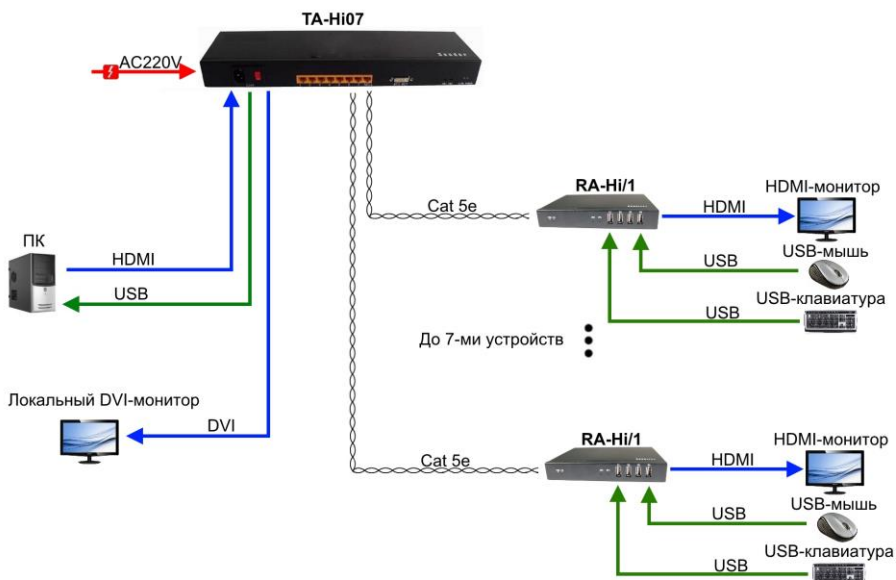 TA-Hi07
AC220V
RA-Hi/1
HDMI-монитор
Cat 5e
HDMI
ПК
HDMI
USB-мышь
USB
USB
USB-клавиатура
USB
До 7-ми устройств
Локальный DVI-монитор
DVI
RA-Hi/1
HDMI-монитор
Cat 5e
HDMI
USB-мышь
USB
USB-клавиатура
USB